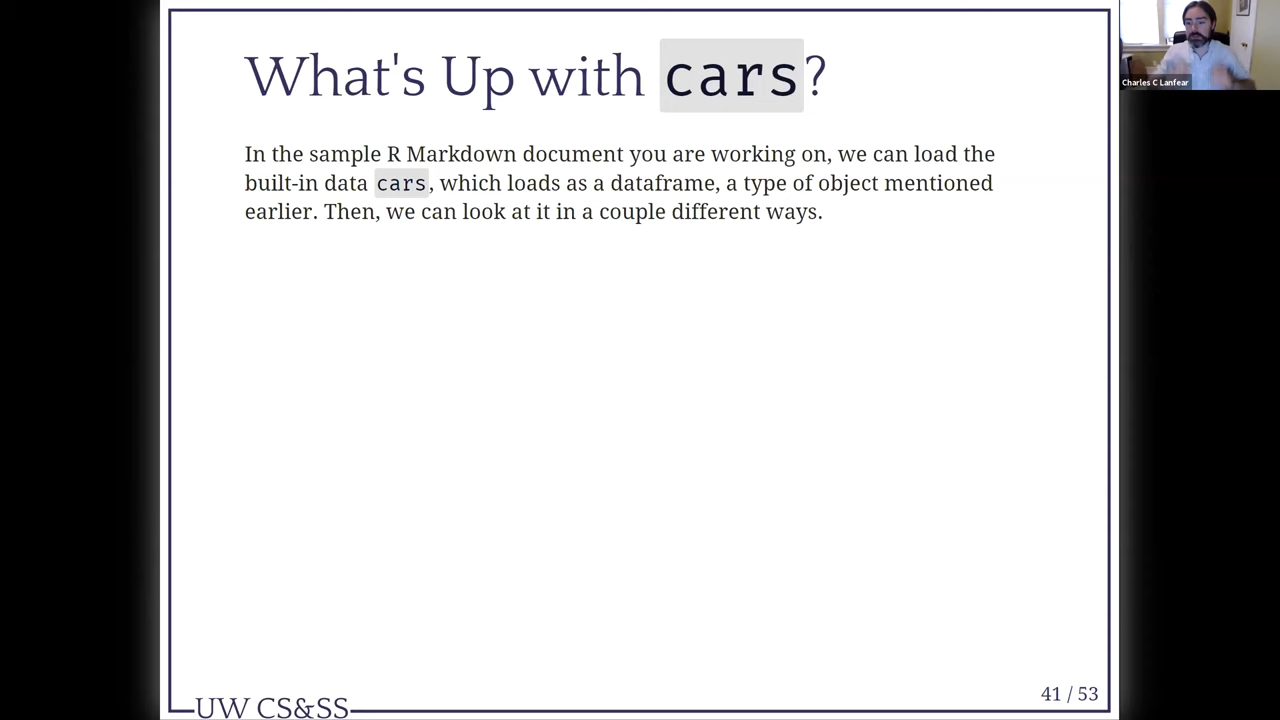 What's Up with cars?
In the sample R Markdown document you are working on, we can load the
built-in data cars, which loads as a dataframe, a type of object mentioned
earlier. Then, we can look at it in a couple different ways.
41 / 53
UW CS&SS
Charles C Lanfear